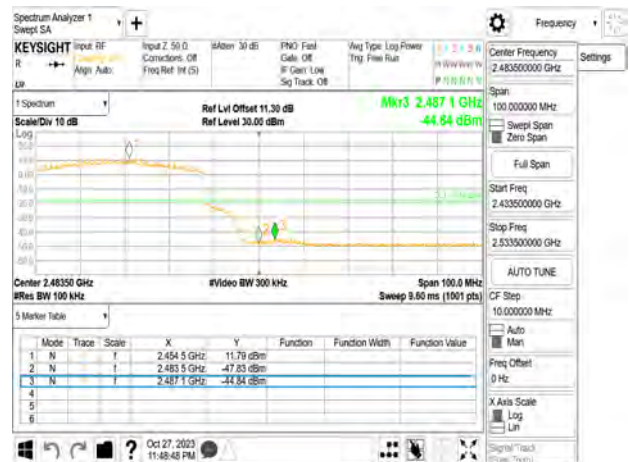 Spectrum Analyzer 1
Swept SA
Frequency
KEYSIGHT
Input: RF
Align: Auto
Input Z: 50 Ω
Corrections: Off
Freq Ref: Int (S)
#Atten: 30 dB
PNO: Fast
Gate: Off
IF Gain: Low
Sig Track: Off
Avg Type: Log-Power
Trig: Free Run
Center Frequency
2.483500000 GHz
Settings
Span
100.000000 MHz
Swept Span
Zero Span
Full Span
Start Freq
2.433500000 GHz
Stop Freq
2.533500000 GHz
AUTO TUNE
CF Step
10.000000 MHz
Auto
Man
Freq Offset
0 Hz
X Axis Scale
Log
Lin
Signal Track
1 Spectrum
Scale/Div 10 dB
Log
Ref Lvl Offset 11.30 dB
Ref Level 30.00 dBm
Mkr3 2.487 1 GHz
-44.84 dBm
Center 2.48350 GHz
#Res BW 100 kHz
#Video BW 300 kHz
Span 100.0 MHz
Sweep 9.60 ms (1001 pts)
5 Marker Table
Mode Trace Scale X Y Function Function Width Function Value
1 N f 2.454 5 GHz 11.79 dBm
2 N f 2.483 5 GHz -47.83 dBm
3 N f 2.487 1 GHz -44.84 dBm
4
5
6
Oct 27, 2023
11:48:48 PM